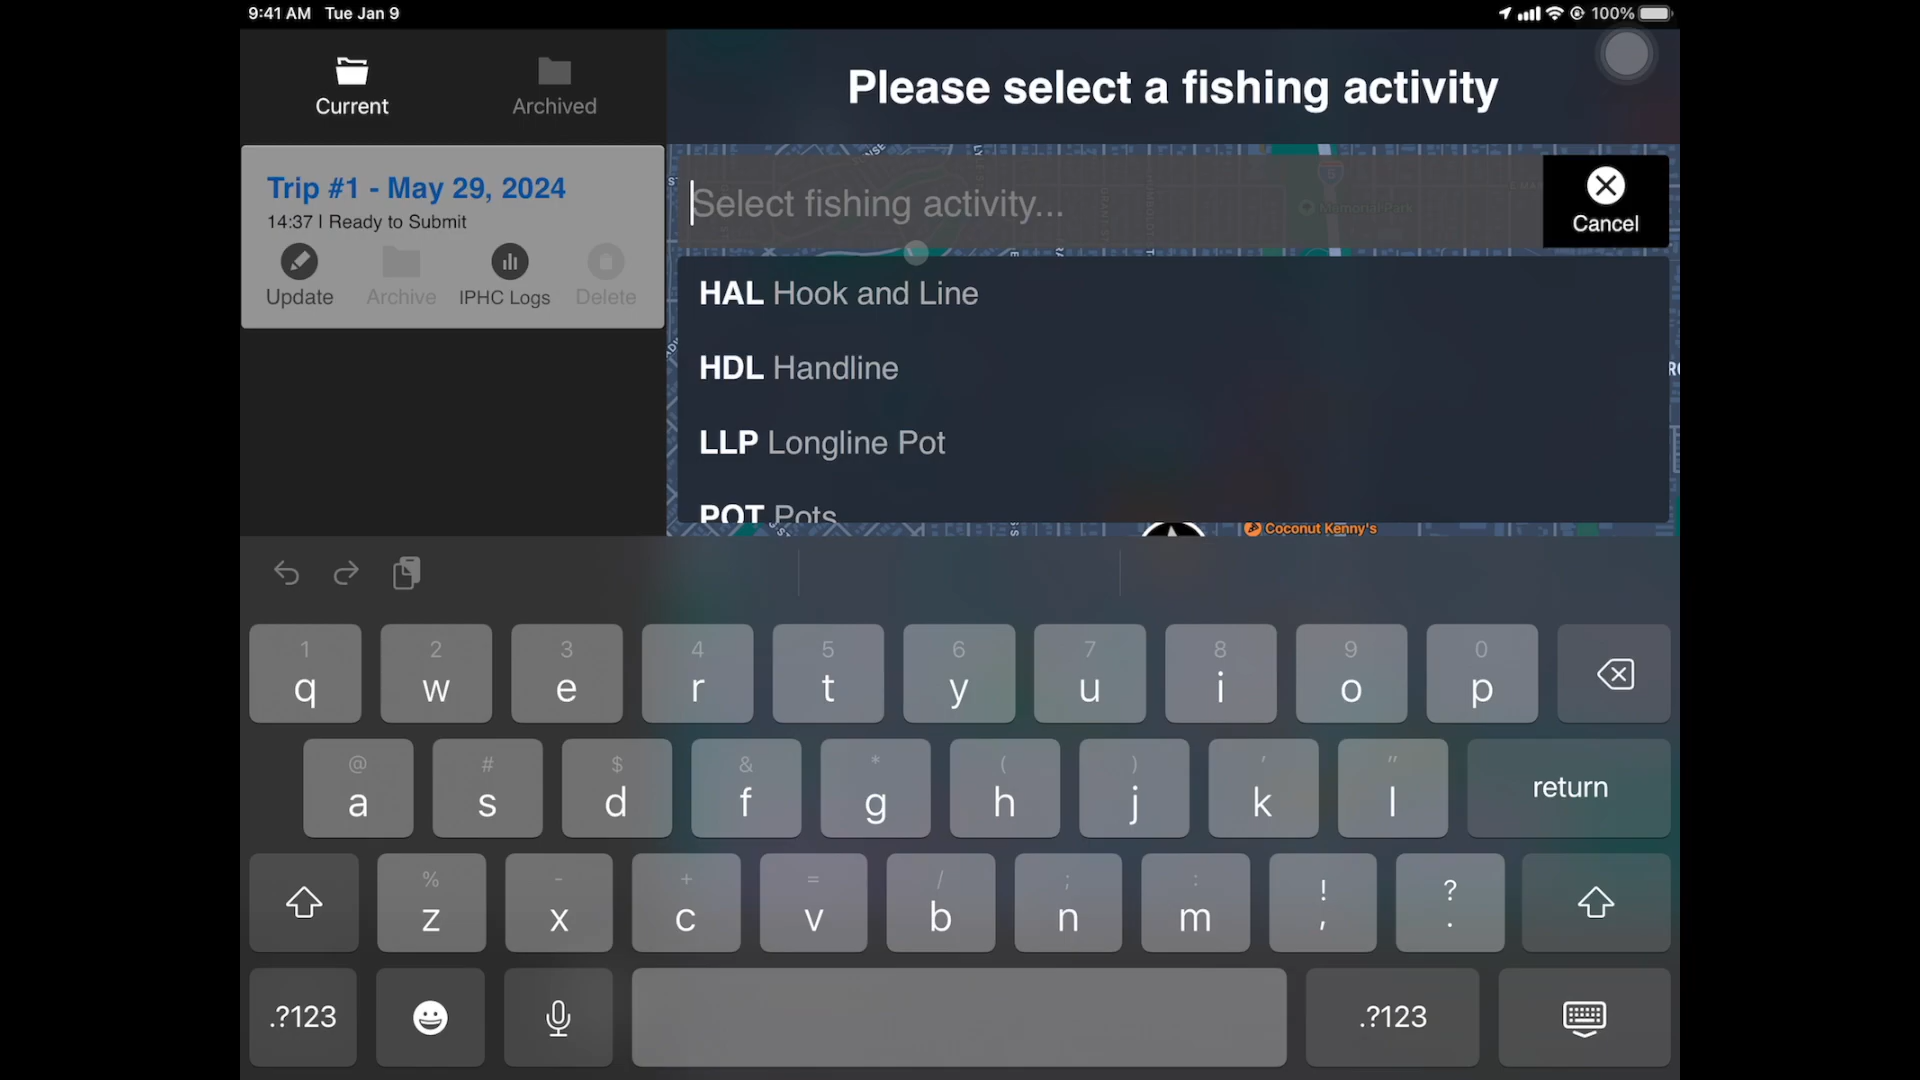 9:41 AM Tue Jan 9
100%
Current
Archived
Please select a fishing activity
Trip #1 - May 29, 2024
14:37 | Ready to Submit
Update
Archive
IPHC Logs
Delete
Select fishing activity...
Cancel
Memorial Park
HAL Hook and Line
HDL Handline
LLP Longline Pot
POT Pots
Coconut Kenny's
1 2 3 4 5 6 7 8 9 0
q w e r t y u i o p
@ # $ & * ( ) ' "
a s d f g h j k l return
% - + = / ; : ! ?
z x c v b n m , .
.?123 .?123